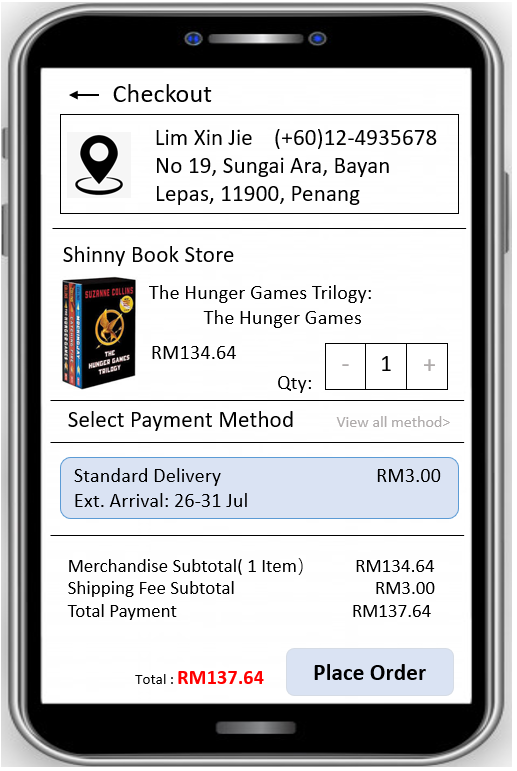 ← Checkout
Lim Xin Jie (+60)12-4935678
No 19, Sungai Ara, Bayan
Lepas, 11900, Penang
Shinny Book Store
SUZANNE COLLINS
THE
HUNGER GAMES
TRILOGY
MOCKINGJAY
The Hunger Games Trilogy:
The Hunger Games
RM134.64
Qty: - 1 +
Select Payment Method View all method>
Standard Delivery RM3.00
Ext. Arrival: 26-31 Jul
Merchandise Subtotal( 1 Item) RM134.64
Shipping Fee Subtotal RM3.00
Total Payment RM137.64
Total : RM137.64 Place Order